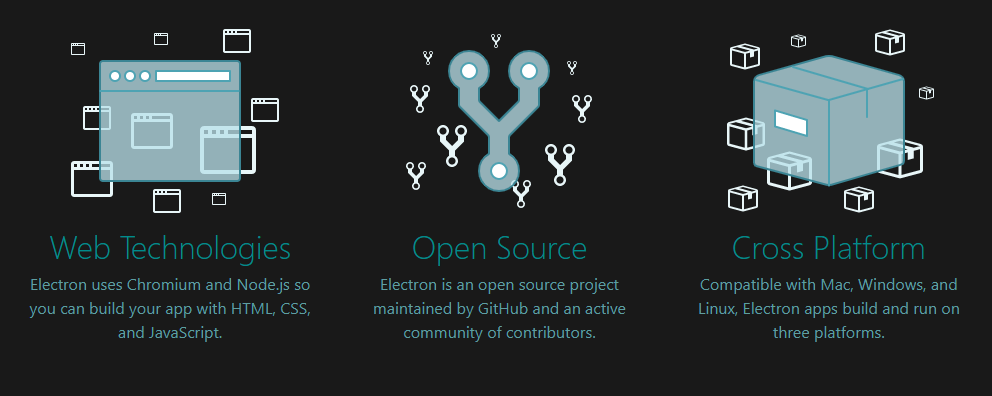 Web Technologies
Electron uses Chromium and Node.js so
you can build your app with HTML, CSS,
and JavaScript.
Open Source
Electron is an open source project
maintained by GitHub and an active
community of contributors.
Cross Platform
Compatible with Mac, Windows, and
Linux, Electron apps build and run on
three platforms.